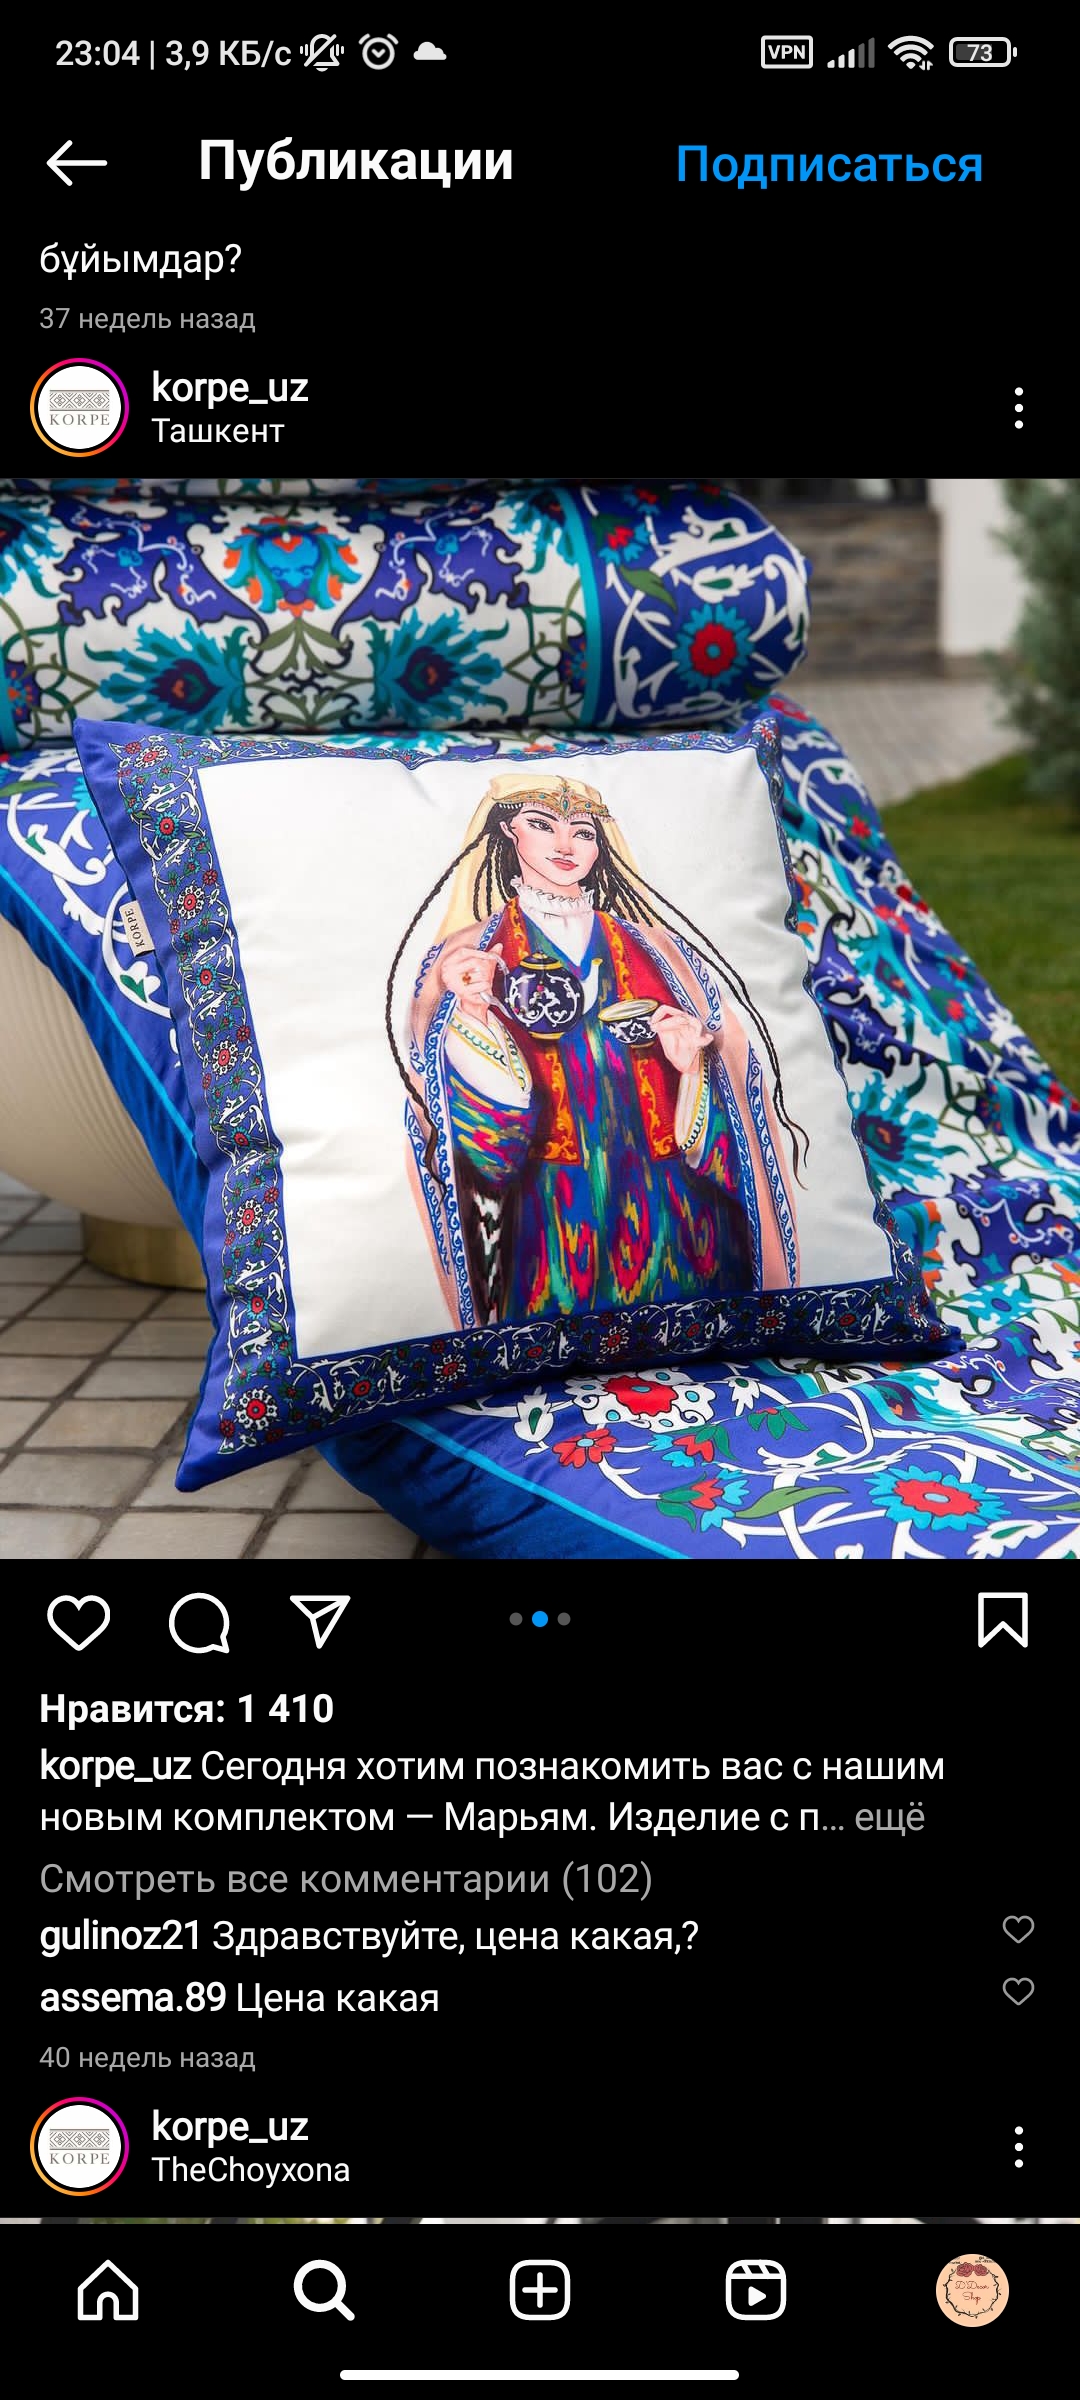 23:04 | 3,9 КБ/с
VPN
73
Публикации
Подписаться
бұйымдар?
37 недель назад
KORPE
korpe_uz
Ташкент
KORPE
Нравится: 1 410
korpe_uz Сегодня хотим познакомить вас с нашим
новым комплектом — Марьям. Изделие с п... ещё
Смотреть все комментарии (102)
gulinoz21 Здравствуйте, цена какая,?
assema.89 Цена какая
40 недель назад
KORPE
korpe_uz
TheChoyxona
D'Decor
Shop